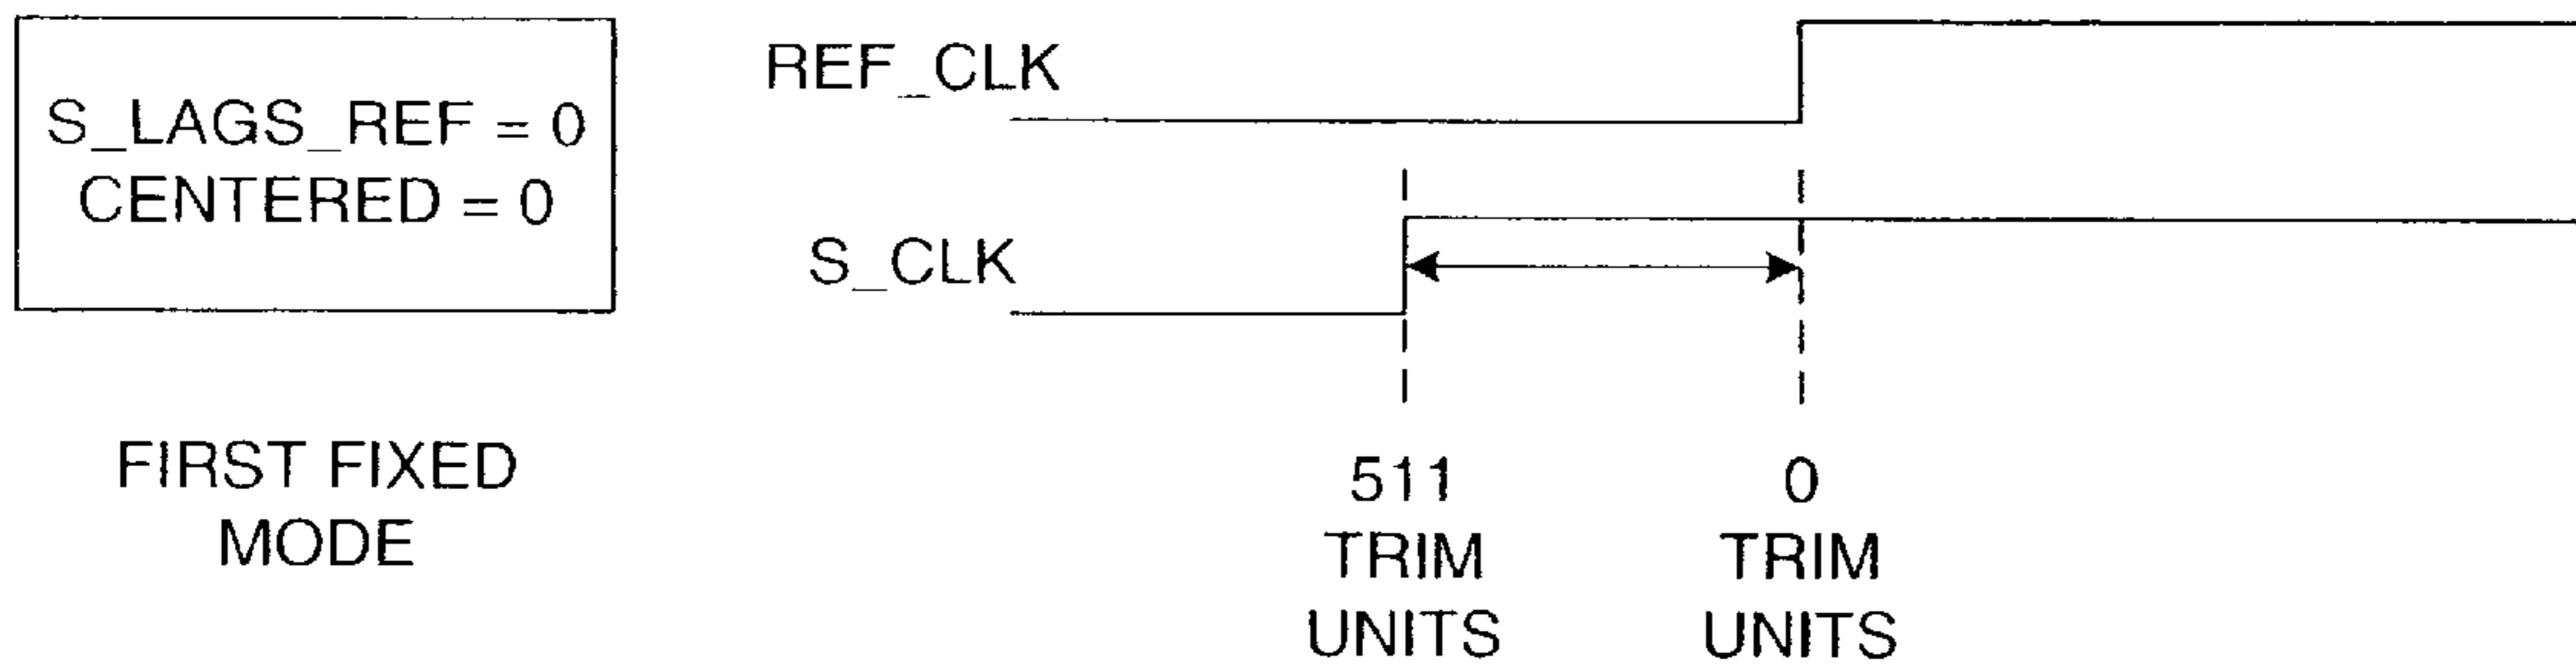 S_LAGS_REF = 0
CENTERED = 0
FIRST FIXED
MODE
REF_CLK
S_CLK
511
TRIM
UNITS
0
TRIM
UNITS